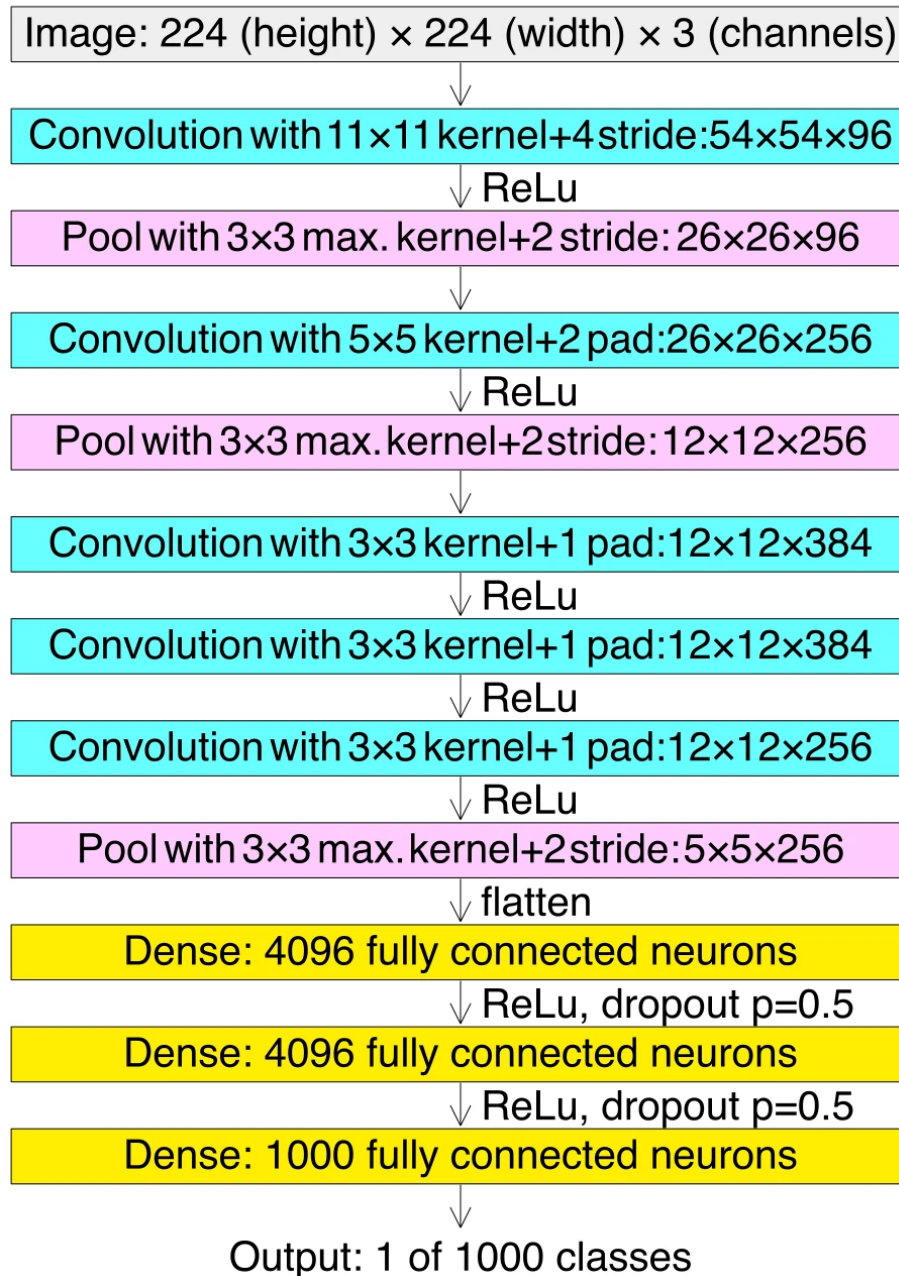 Image: 224 (height) × 224 (width) × 3 (channels)
Convolution with 11×11 kernel+4 stride:54×54×96
ReLu
Pool with 3×3 max. kernel+2 stride: 26×26×96
Convolution with 5×5 kernel+2 pad:26×26×256
ReLu
Pool with 3×3 max. kernel+2 stride: 12×12×256
Convolution with 3×3 kernel+1 pad:12×12×384
ReLu
Convolution with 3×3 kernel+1 pad:12×12×384
ReLu
Convolution with 3×3 kernel+1 pad:12×12×256
ReLu
Pool with 3×3 max. kernel+2 stride:5×5×256
flatten
Dense: 4096 fully connected neurons
ReLu, dropout p=0.5
Dense: 4096 fully connected neurons
ReLu, dropout p=0.5
Dense: 1000 fully connected neurons
Output: 1 of 1000 classes